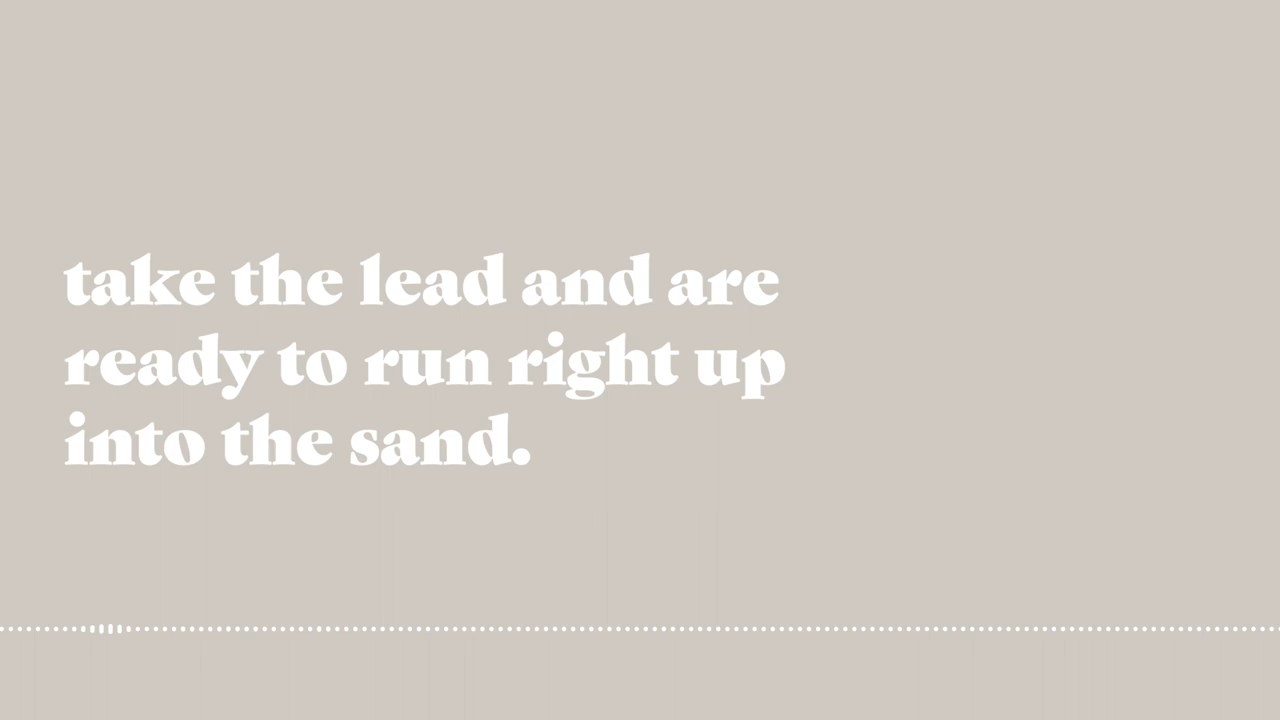 take the lead and are
ready to run right up
into the sand.